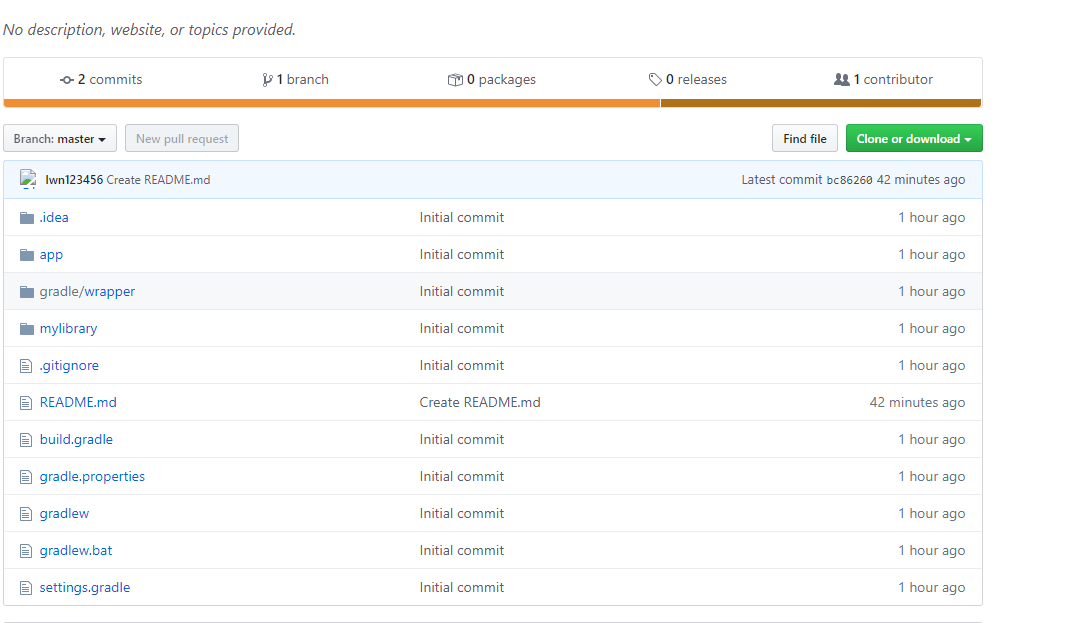 No description, website, or topics provided.
2 commits 1 branch 0 packages 0 releases 1 contributor
Branch: master New pull request Find file Clone or download
lwn123456 Create README.md Latest commit bc86260 42 minutes ago
.idea Initial commit 1 hour ago
app Initial commit 1 hour ago
gradle/wrapper Initial commit 1 hour ago
mylibrary Initial commit 1 hour ago
.gitignore Initial commit 1 hour ago
README.md Create README.md 42 minutes ago
build.gradle Initial commit 1 hour ago
gradle.properties Initial commit 1 hour ago
gradlew Initial commit 1 hour ago
gradlew.bat Initial commit 1 hour ago
settings.gradle Initial commit 1 hour ago